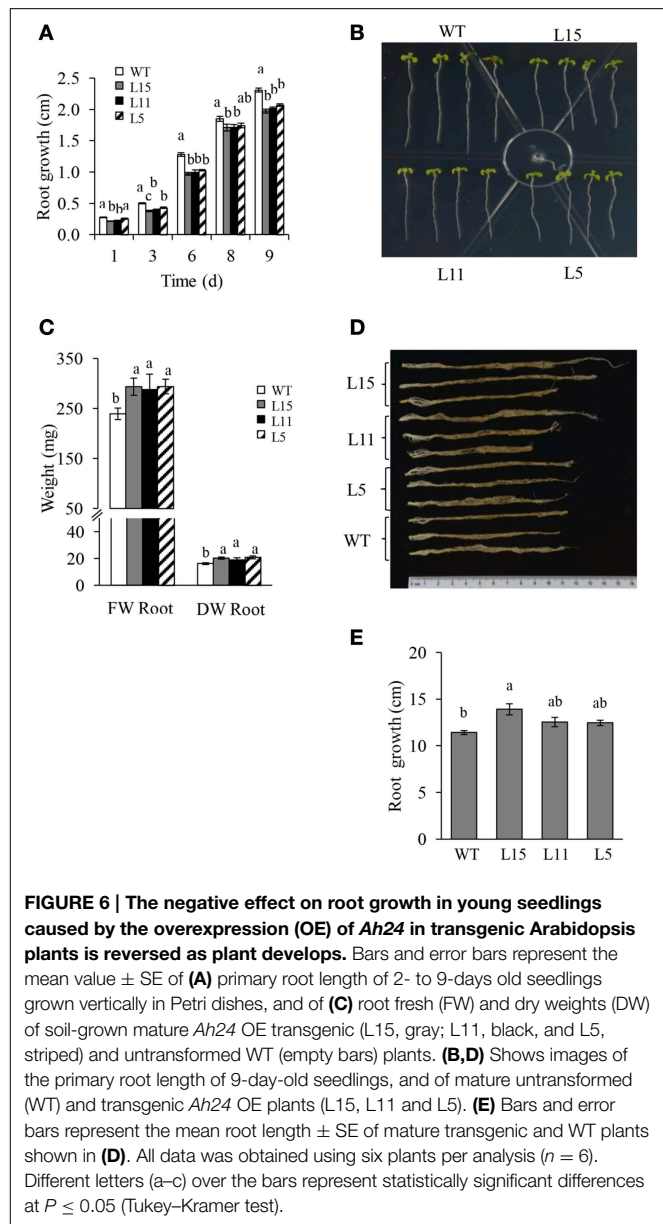 A
WT
L15
L11
L5
Root growth (cm)
2.5
2.0
1.5
1.0
0.5
0.0
a b b a
a c b b
a b b b
a b b ab
a b b b
1 3 6 8 9
Time (d)
B
WT L15
L11 L5
C
WT
L15
L11
L5
Weight (mg)
350
250
150
50
40
20
0
b a a a
b a a a
FW Root DW Root
D
L15
L11
L5
WT
E
Root growth (cm)
20
15
10
5
0
b a ab ab
WT L15 L11 L5
FIGURE 6 | The negative effect on root growth in young seedlings
caused by the overexpression (OE) of Ah24 in transgenic Arabidopsis
plants is reversed as plant develops. Bars and error bars represent the
mean value ± SE of (A) primary root length of 2- to 9-days old seedlings
grown vertically in Petri dishes, and of (C) root fresh (FW) and dry weights (DW)
of soil-grown mature Ah24 OE transgenic (L15, gray; L11, black, and L5,
striped) and untransformed WT (empty bars) plants. (B,D) Shows images of
the primary root length of 9-day-old seedlings, and of mature untransformed
(WT) and transgenic Ah24 OE plants (L15, L11 and L5). (E) Bars and error
bars represent the mean root length ± SE of mature transgenic and WT plants
shown in (D). All data was obtained using six plants per analysis (n = 6).
Different letters (a–c) over the bars represent statistically significant differences
at P ≤ 0.05 (Tukey–Kramer test).